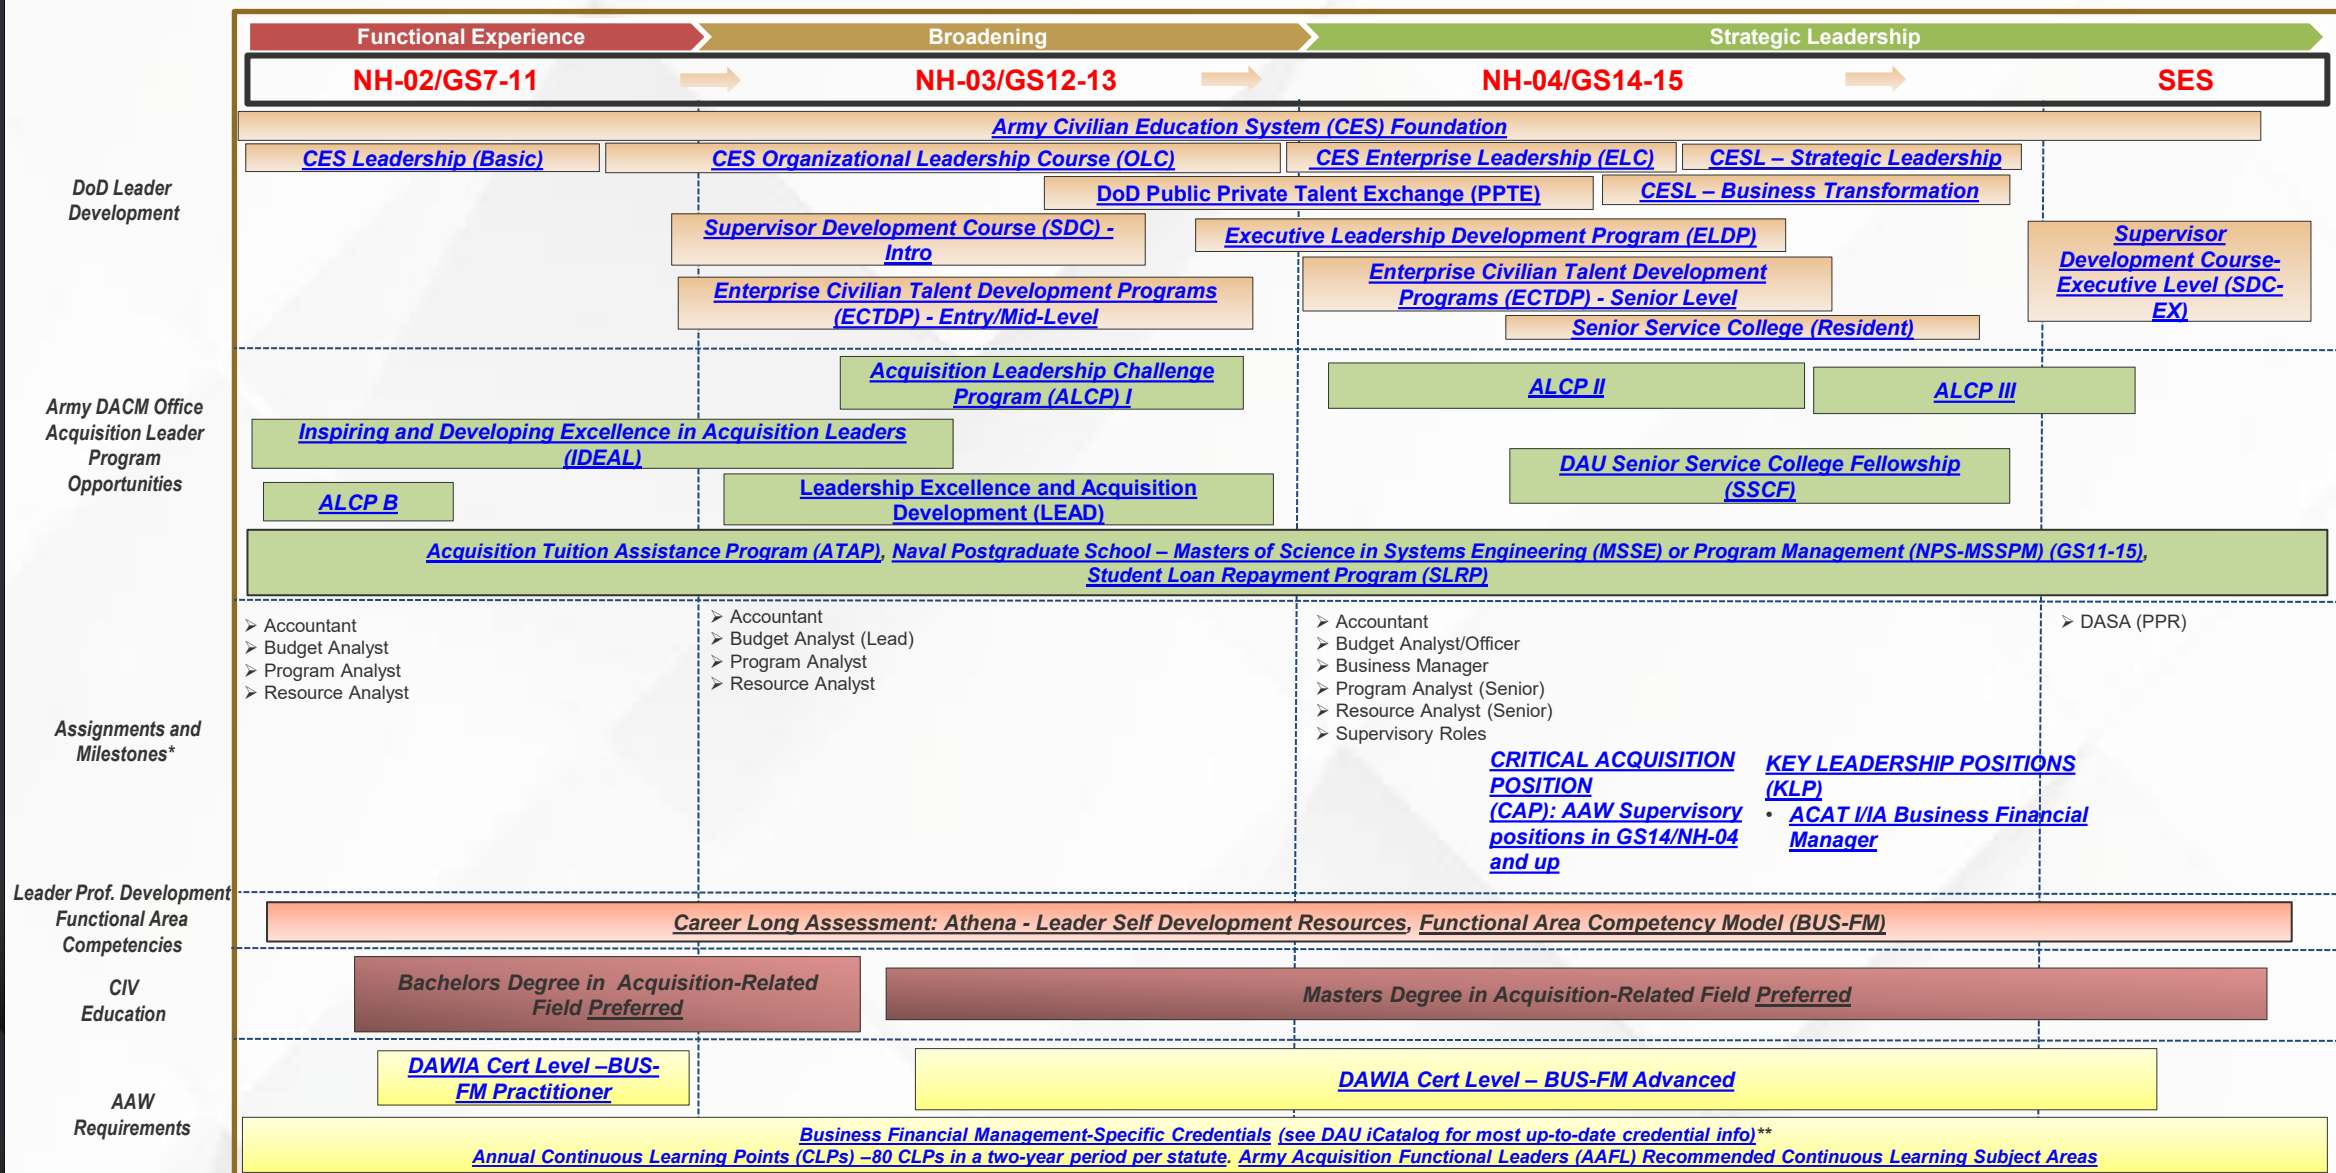 Functional Experience
Broadening
Strategic Leadership
NH-02/GS7-11
NH-03/GS12-13
NH-04/GS14-15
SES
DoD Leader
Development
Army Civilian Education System (CES) Foundation
CES Leadership (Basic)
CES Organizational Leadership Course (OLC)
CES Enterprise Leadership (ELC)
CESL – Strategic Leadership
DoD Public Private Talent Exchange (PPTE)
CESL – Business Transformation
Supervisor Development Course (SDC) -
Intro
Executive Leadership Development Program (ELDP)
Supervisor
Development Course-
Executive Level (SDC-
EX)
Enterprise Civilian Talent Development Programs
(ECTDP) - Entry/Mid-Level
Enterprise Civilian Talent Development
Programs (ECTDP) - Senior Level
Senior Service College (Resident)
Army DACM Office
Acquisition Leader
Program
Opportunities
Acquisition Leadership Challenge
Program (ALCP) I
ALCP II
ALCP III
Inspiring and Developing Excellence in Acquisition Leaders
(IDEAL)
DAU Senior Service College Fellowship
(SSCF)
ALCP B
Leadership Excellence and Acquisition
Development (LEAD)
Acquisition Tuition Assistance Program (ATAP), Naval Postgraduate School – Masters of Science in Systems Engineering (MSSE) or Program Management (NPS-MSSPM) (GS11-15),
Student Loan Repayment Program (SLRP)
Assignments and
Milestones*
➢ Accountant
➢ Budget Analyst
➢ Program Analyst
➢ Resource Analyst
➢ Accountant
➢ Budget Analyst (Lead)
➢ Program Analyst
➢ Resource Analyst
➢ Accountant
➢ Budget Analyst/Officer
➢ Business Manager
➢ Program Analyst (Senior)
➢ Resource Analyst (Senior)
➢ Supervisory Roles
➢ DASA (PPR)
CRITICAL ACQUISITION
POSITION
(CAP): AAW Supervisory
positions in GS14/NH-04
and up
KEY LEADERSHIP POSITIONS
(KLP)
• ACAT I/IA Business Financial
Manager
Leader Prof. Development
Functional Area
Competencies
Career Long Assessment: Athena - Leader Self Development Resources, Functional Area Competency Model (BUS-FM)
CIV
Education
Bachelors Degree in Acquisition-Related
Field Preferred
Masters Degree in Acquisition-Related Field Preferred
AAW
Requirements
DAWIA Cert Level –BUS-
FM Practitioner
DAWIA Cert Level – BUS-FM Advanced
Business Financial Management-Specific Credentials (see DAU iCatalog for most up-to-date credential info)**
Annual Continuous Learning Points (CLPs) –80 CLPs in a two-year period per statute. Army Acquisition Functional Leaders (AAFL) Recommended Continuous Learning Subject Areas